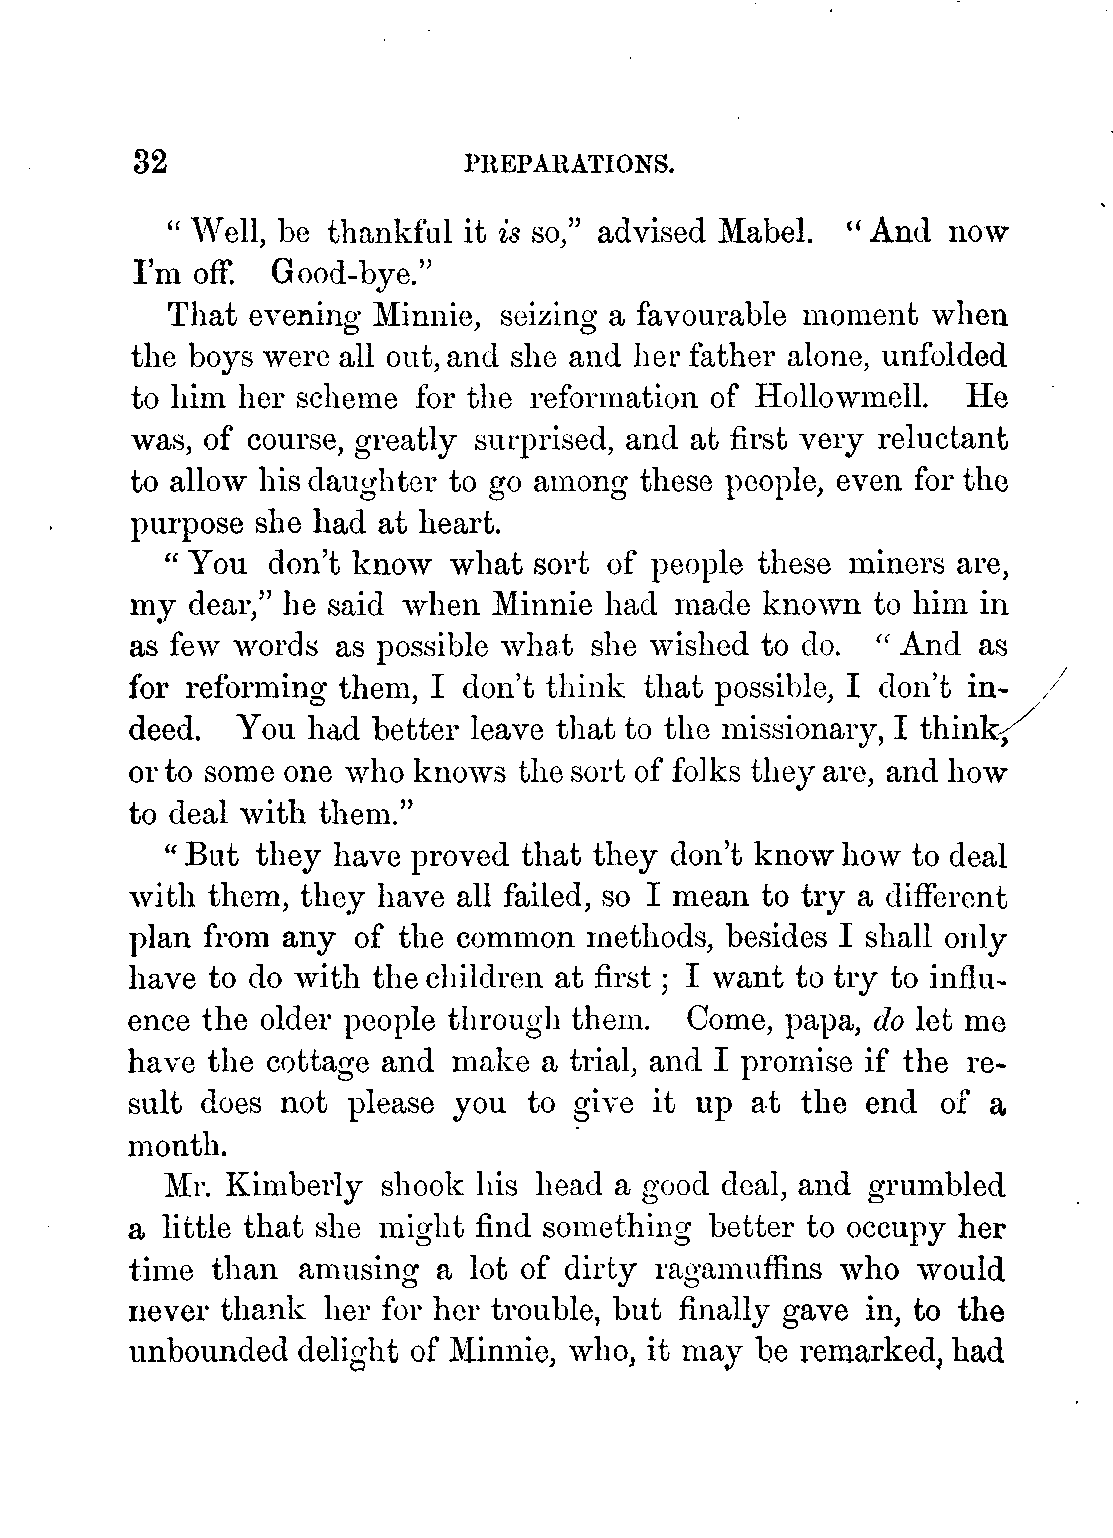 32 PREPARATIONS.
“ Well, be thankful it is so,” advised Mabel. “ And now
I'm off. Good-bye.”
That evening Minnie, seizing a favourable moment when
the boys were all out, and she and her father alone, unfolded
to him her scheme for the reformation of Hollowmell. He
was, of course, greatly surprised, and at first very reluctant
to allow his daughter to go among these people, even for the
purpose she had at heart.
“ You don't know what sort of people these miners are,
my dear,” he said when Minnie had made known to him in
as few words as possible what she wished to do. “ And as
for reforming them, I don't think that possible, I don't in-
deed. You had better leave that to the missionary, I think,
or to some one who knows the sort of folks they are, and how
to deal with them.”
“ But they have proved that they don't know how to deal
with them, they have all failed, so I mean to try a different
plan from any of the common methods, besides I shall only
have to do with the children at first ; I want to try to influ-
ence the older people through them. Come, papa, do let me
have the cottage and make a trial, and I promise if the re-
sult does not please you to give it up at the end of a
month.
Mr. Kimberly shook his head a good deal, and grumbled
a little that she might find something better to occupy her
time than amusing a lot of dirty ragamuffins who would
never thank her for her trouble, but finally gave in, to the
unbounded delight of Minnie, who, it may be remarked, had